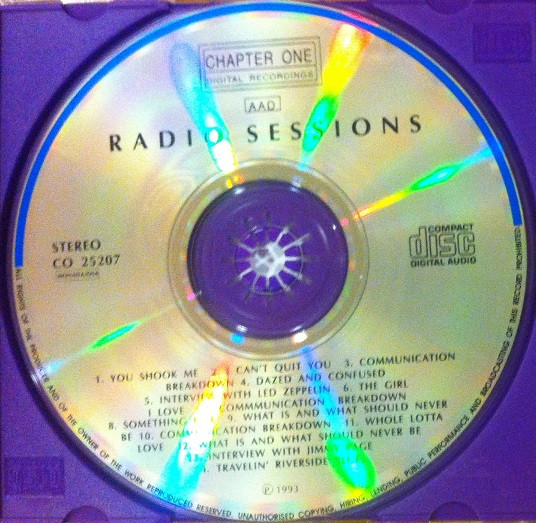 CHAPTER ONE
DIGITAL RECORDINGS
AAD
RADIO SESSIONS
STEREO
CO 25207
COMPACT
disc
DIGITAL AUDIO
1. YOU SHOOK ME 2. I CAN'T QUIT YOU 3. COMMUNICATION
BREAKDOWN 4. DAZED AND CONFUSED
5. INTERVIEW WITH LED ZEPPELIN 6. THE GIRL
I LOVE COMMMUNICATION BREAKDOWN
8. SOMETHING 9. WHAT IS AND WHAT SHOULD NEVER
BE 10. COMMUNICATION BREAKDOWN 11. WHOLE LOTTA
LOVE 12. WHAT IS AND WHAT SHOULD NEVER BE
13. INTERVIEW WITH JIMMY PAGE
TRAVELIN' RIVERSIDE
℗ 1993
ALL RIGHTS OF THE PRODUCER AND OF THE OWNER OF THE WORK REPRODUCED RESERVED. UNAUTHORISED COPYING, HIRING, LENDING, PUBLIC PERFORMANCE AND BROADCASTING OF THIS RECORD PROHIBITED